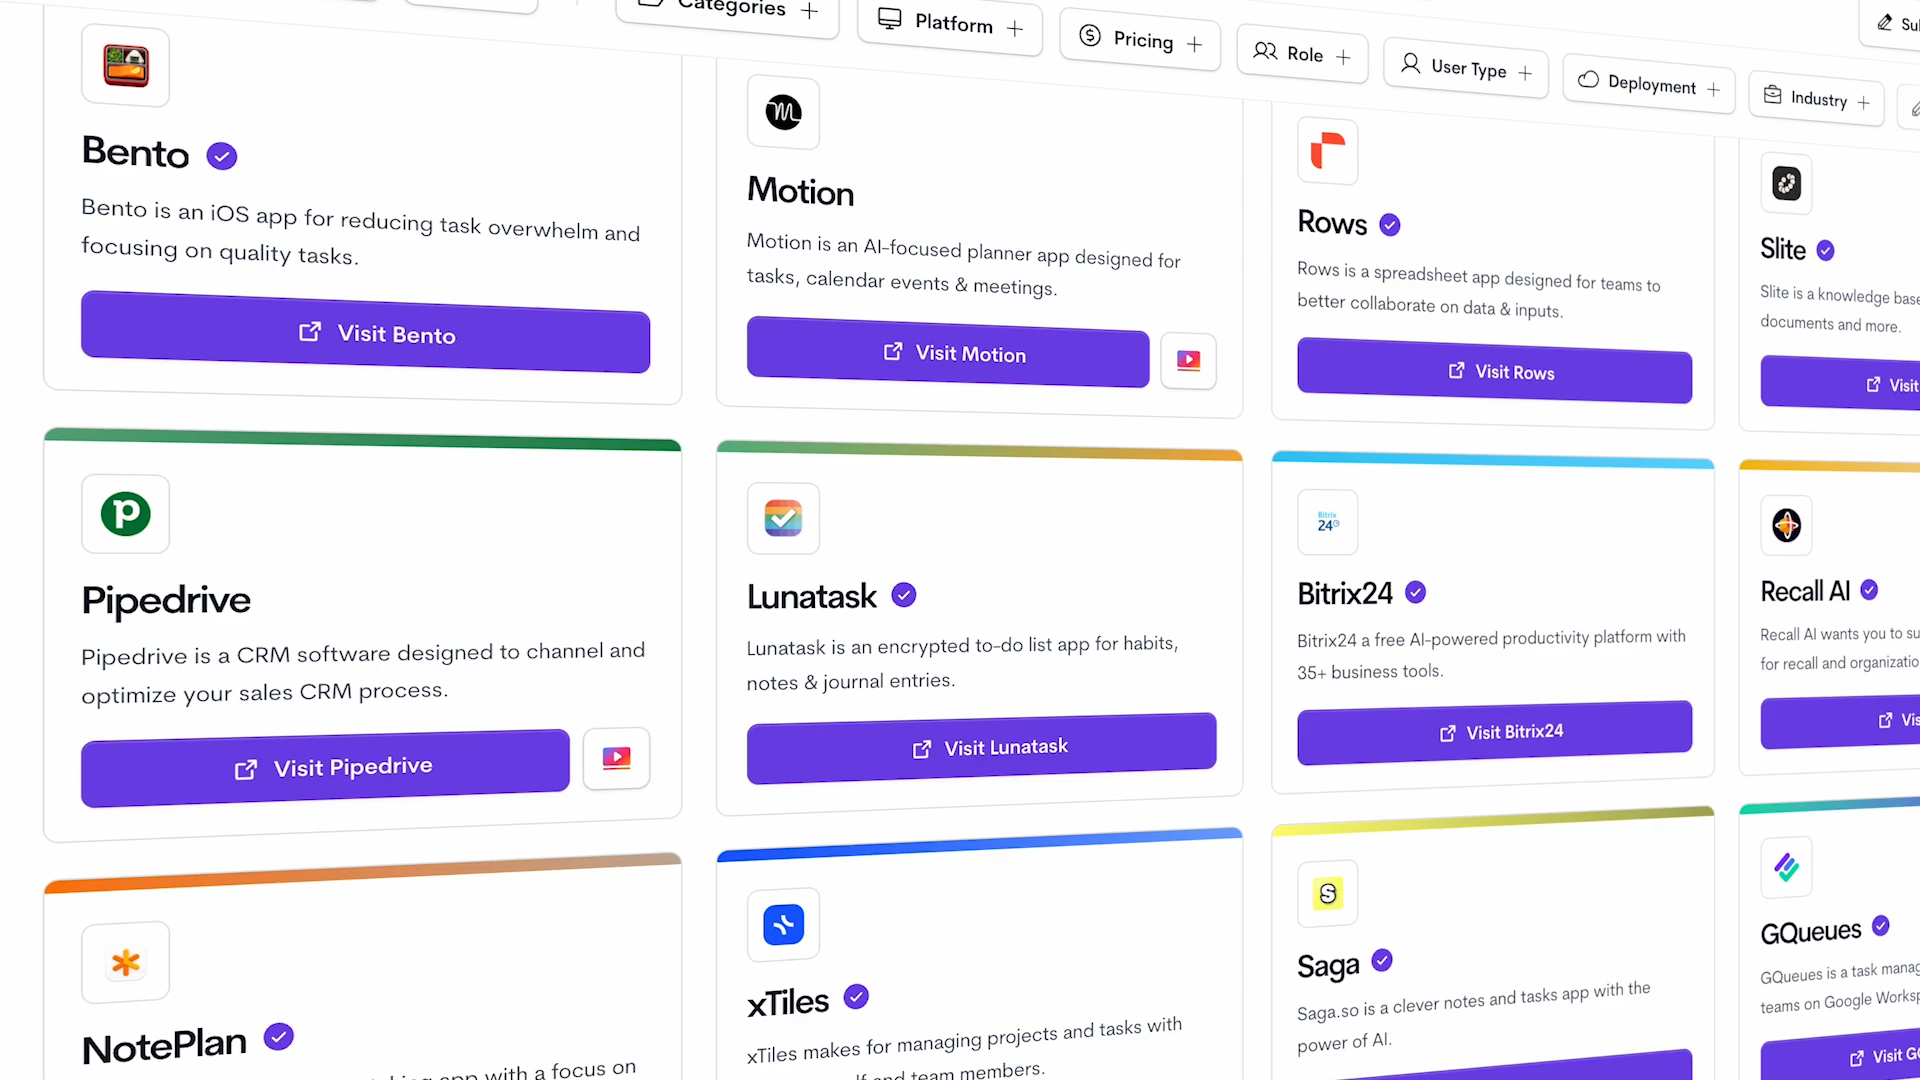 Categories
Platform
Pricing
Role
User Type
Deployment
Industry
Bento
Bento is an iOS app for reducing task overwhelm and
focusing on quality tasks.
Visit Bento
Motion
Motion is an AI-focused planner app designed for
tasks, calendar events & meetings.
Visit Motion
Rows
Rows is a spreadsheet app designed for teams to
better collaborate on data & inputs.
Visit Rows
Slite
Slite is a knowledge
documents and more.
Visit
Pipedrive
Pipedrive is a CRM software designed to channel and
optimize your sales CRM process.
Visit Pipedrive
Lunatask
Lunatask is an encrypted to-do list app for habits,
notes & journal entries.
Visit Lunatask
Bitrix
24
Bitrix24
Bitrix24 a free AI-powered productivity platform with
35+ business tools.
Visit Bitrix24
Recall AI
Recall AI wants you to
for recall and
NotePlan
app with a focus on
xTiles
xTiles makes for managing projects and tasks with
and team members.
S
Saga
Saga.so is a clever notes and tasks app with the
power of AI.
GQueues
GQueues is a task
teams on Google
Visit